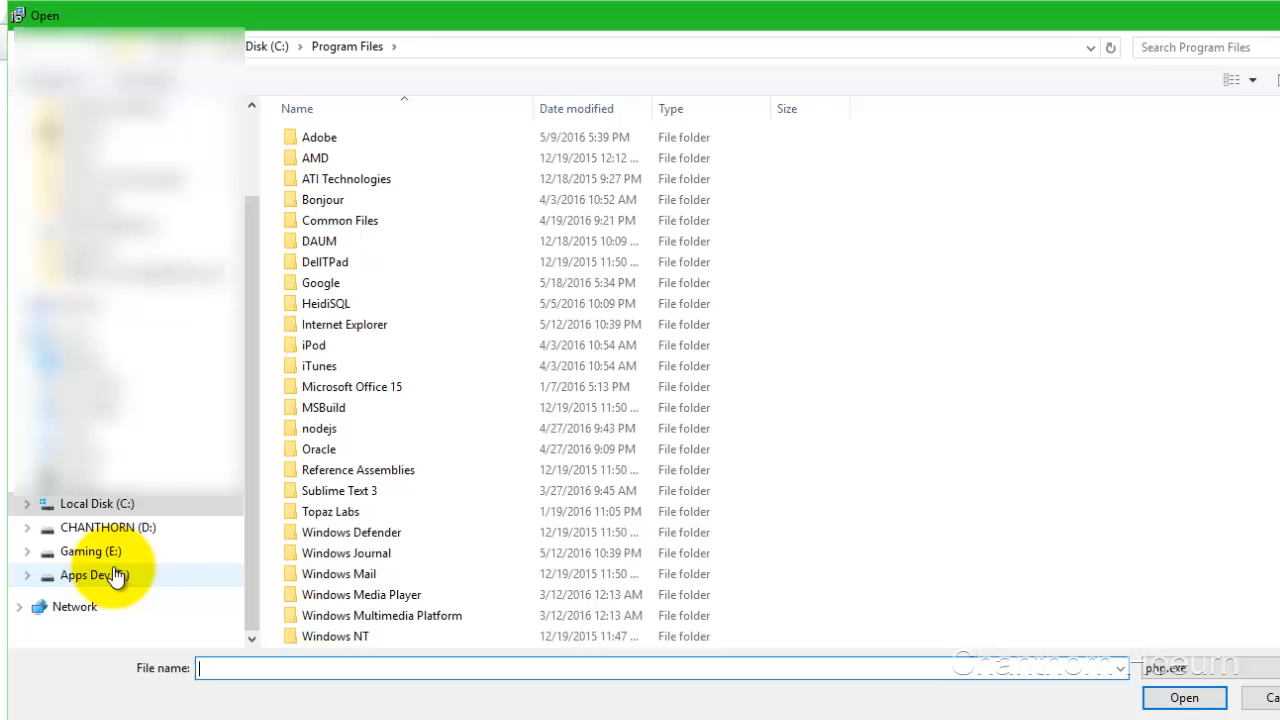 Open
Disk (C:) > Program Files >
Search Program Files
Name Date modified Type Size
Adobe 5/9/2016 5:39 PM File folder
AMD 12/19/2015 12:12 ... File folder
ATI Technologies 12/18/2015 9:27 PM File folder
Bonjour 4/3/2016 10:52 AM File folder
Common Files 4/19/2016 9:21 PM File folder
DAUM 12/18/2015 10:09 ... File folder
DellTPad 12/19/2015 11:50 ... File folder
Google 5/18/2016 5:34 PM File folder
HeidiSQL 5/5/2016 10:09 PM File folder
Internet Explorer 5/12/2016 10:39 PM File folder
iPod 4/3/2016 10:54 AM File folder
iTunes 4/3/2016 10:54 AM File folder
Microsoft Office 15 1/7/2016 5:13 PM File folder
MSBuild 12/19/2015 11:50 ... File folder
nodejs 4/27/2016 9:43 PM File folder
Oracle 4/27/2016 9:09 PM File folder
Reference Assemblies 12/19/2015 11:50 ... File folder
Sublime Text 3 3/27/2016 9:45 AM File folder
Topaz Labs 1/19/2016 11:05 PM File folder
Windows Defender 12/19/2015 11:50 ... File folder
Windows Journal 5/12/2016 10:39 PM File folder
Windows Mail 12/19/2015 11:50 ... File folder
Windows Media Player 3/12/2016 12:13 AM File folder
Windows Multimedia Platform 3/12/2016 12:13 AM File folder
Windows NT 12/19/2015 11:47 ... File folder
Local Disk (C:)
CHANTHORN (D:)
Gaming (E:)
Apps
Network
File name:
php.exe
Chanthorn Hoeurn
Open